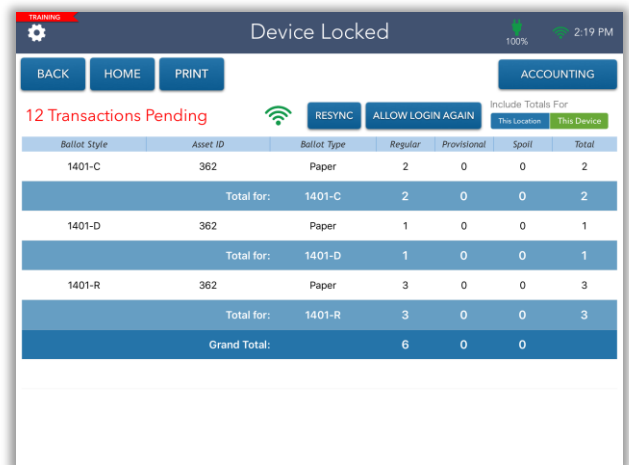 TRAINING
Device Locked
100%
2:19 PM
BACK HOME PRINT ACCOUNTING
12 Transactions Pending RESYNC ALLOW LOGIN AGAIN
Include Totals For
This Location This Device
Ballot Style Asset ID Ballot Type Regular Provisional Spoil Total
1401-C 362 Paper 2 0 0 2
Total for: 1401-C 2 0 0 2
1401-D 362 Paper 1 0 0 1
Total for: 1401-D 1 0 0 1
1401-R 362 Paper 3 0 0 3
Total for: 1401-R 3 0 0 3
Grand Total: 6 0 0